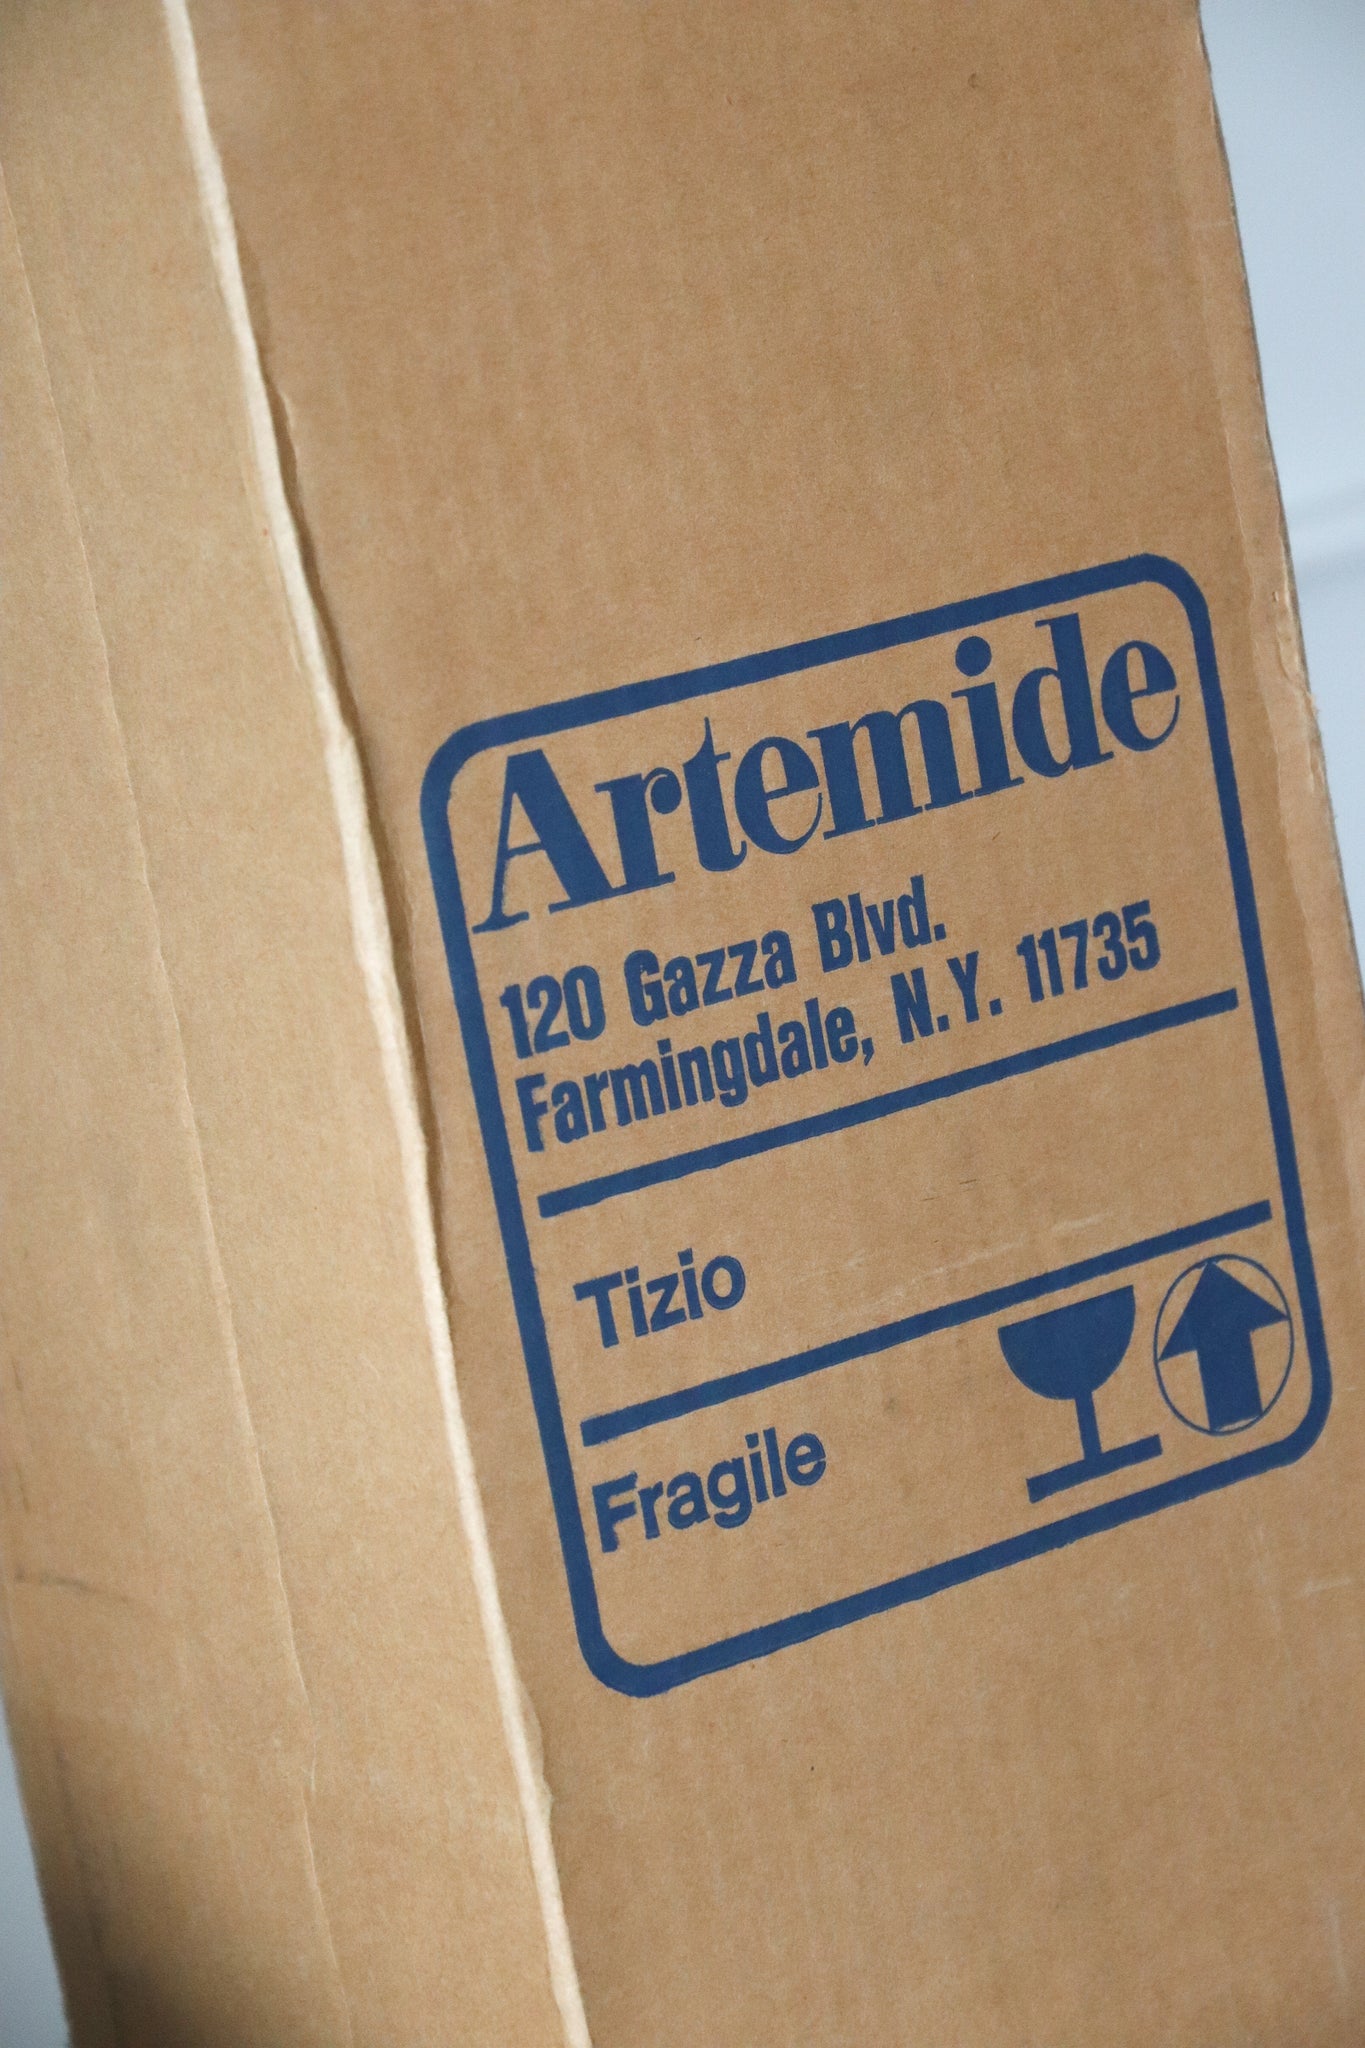 Artemide
120 Gazza Blvd.
Farmingdale, N.Y. 11735
Tizio
Fragile